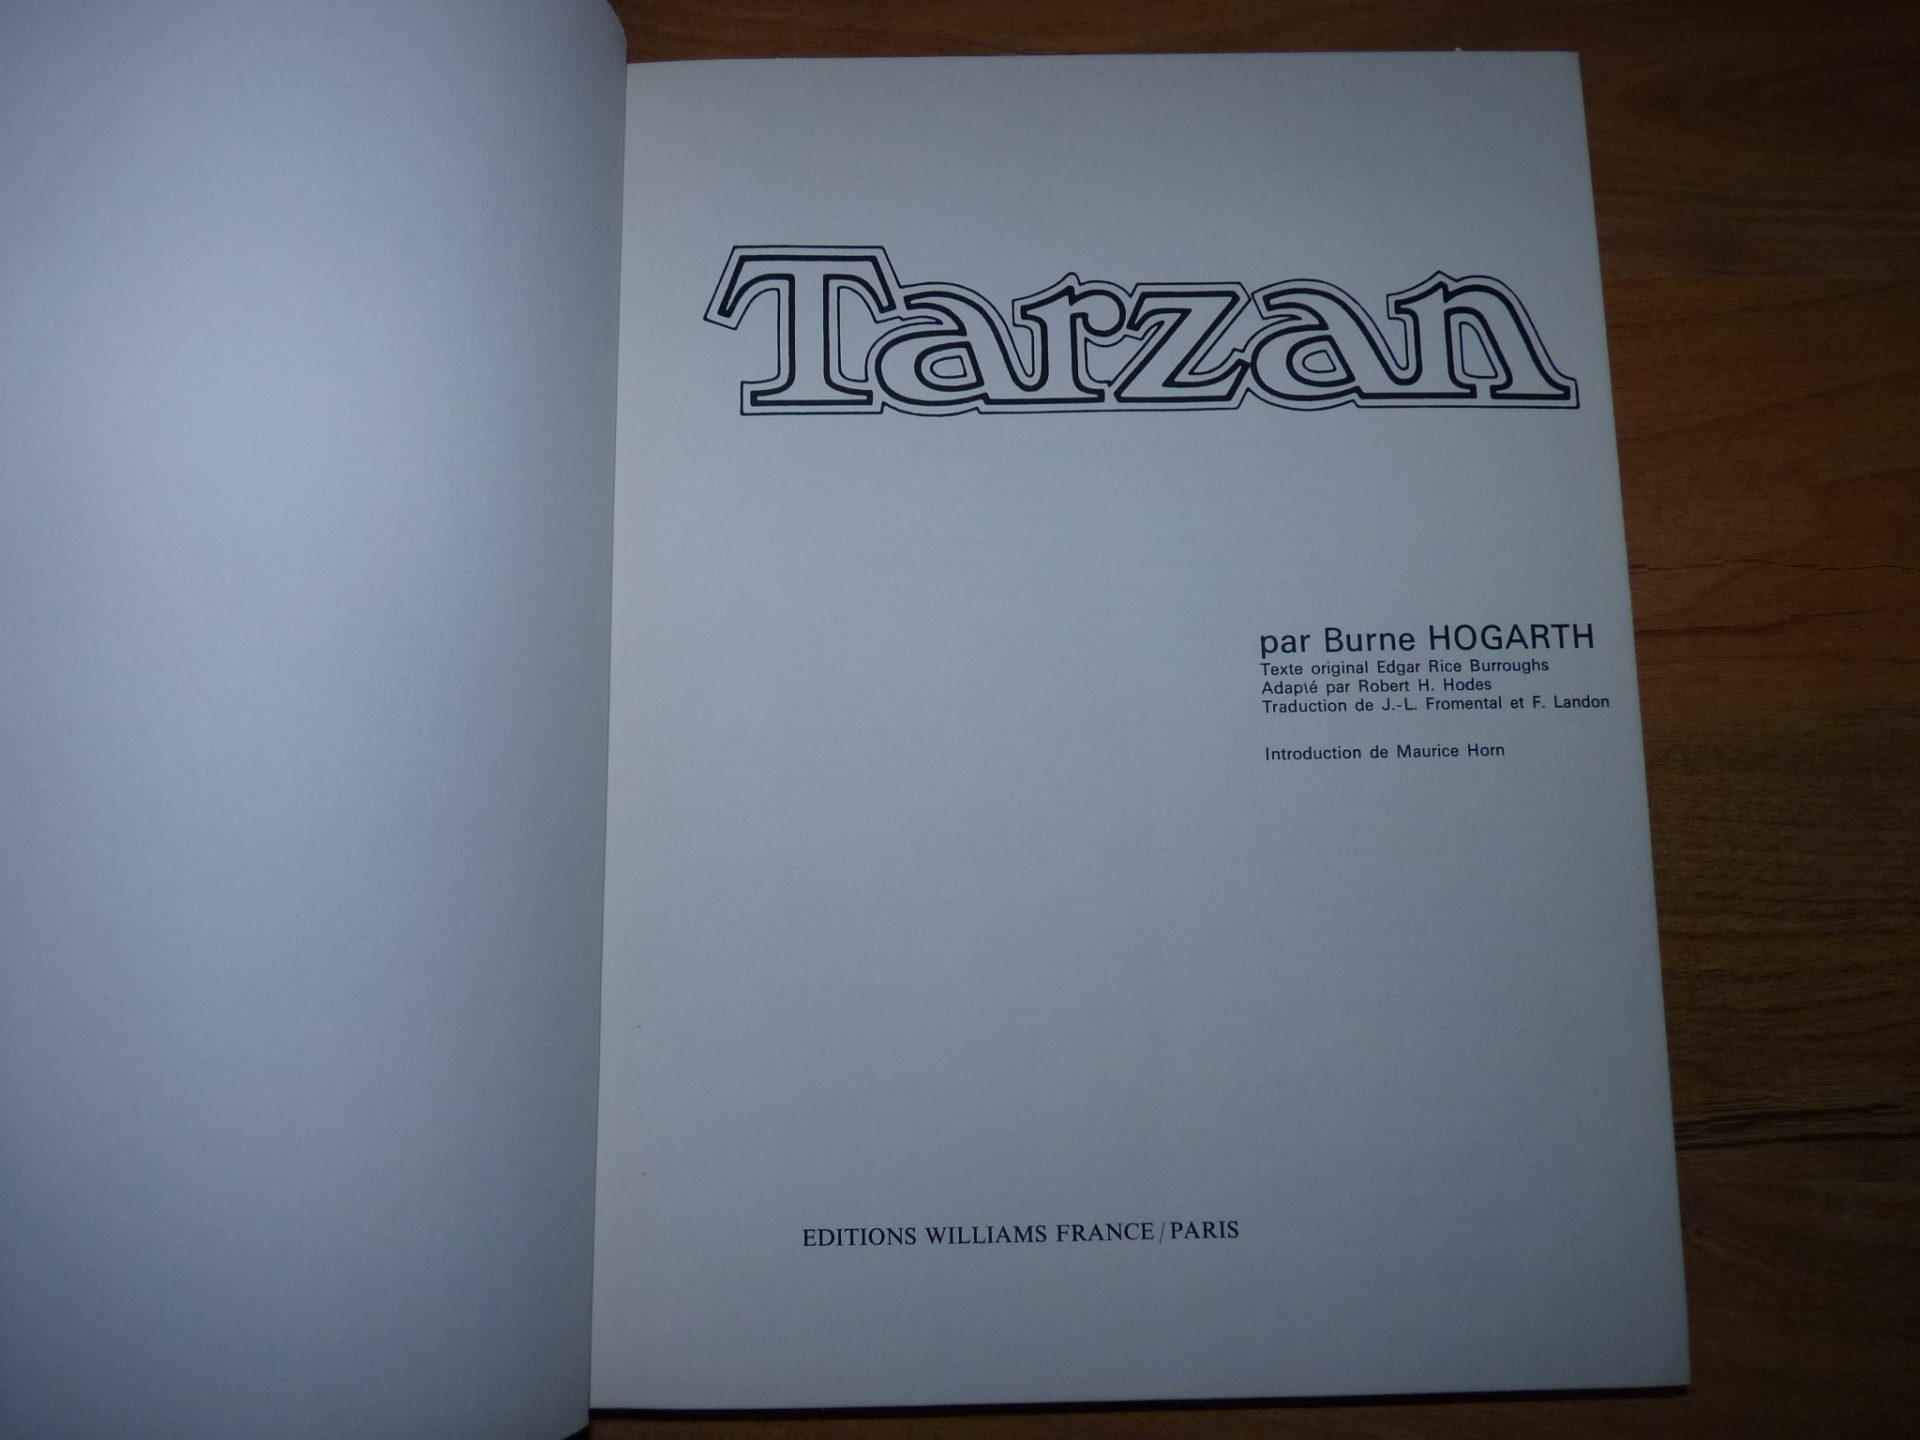 Tarzan
par Burne HOGARTH
Texte original Edgar Rice Burroughs
Adapté par Robert H. Hodes
Traduction de J.-L. Fromental et F. Landon
Introduction de Maurice Horn
EDITIONS WILLIAMS FRANCE/PARIS